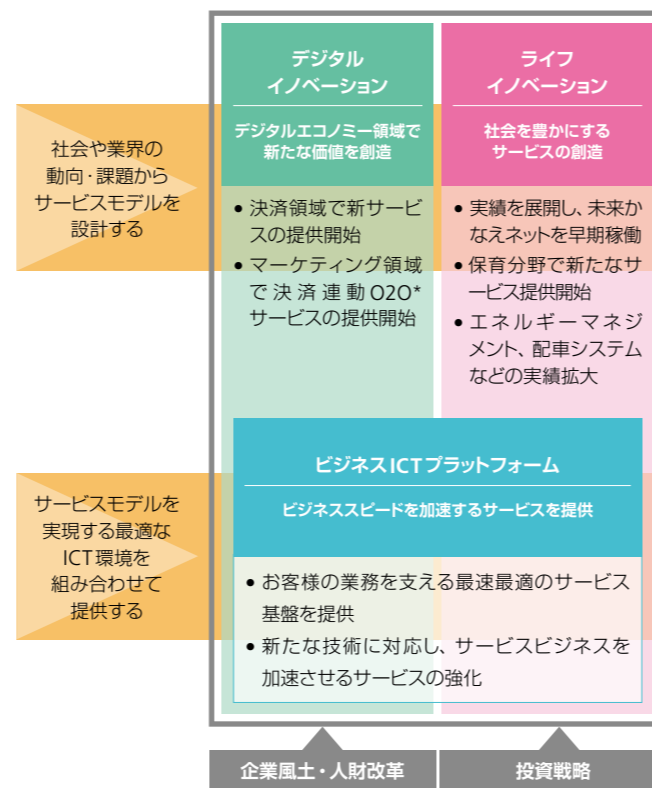 デジタル
イノベーション
デジタルエコノミー領域で
新たな価値を創造
ライフ
イノベーション
社会を豊かにする
サービスの創造
社会や業界の
動向・課題から
サービスモデルを
設計する
• 決済領域で新サービ
スの提供開始
• マーケティング領域
で決済連動O2O*
サービスの提供開始
• 実績を展開し、未来か
なえネットを早期稼働
• 保育分野で新たなサ
ービス提供開始
• エネルギーマネジ
メント、配車システム
などの実績拡大
サービスモデルを
実現する最適な
ICT環境を
組み合わせて
提供する
ビジネスICTプラットフォーム
ビジネススピードを加速するサービスを提供
• お客様の業務を支える最速最適のサービス
基盤を提供
• 新たな技術に対応し、サービスビジネスを
加速させるサービスの強化
企業風土・人財改革
投資戦略